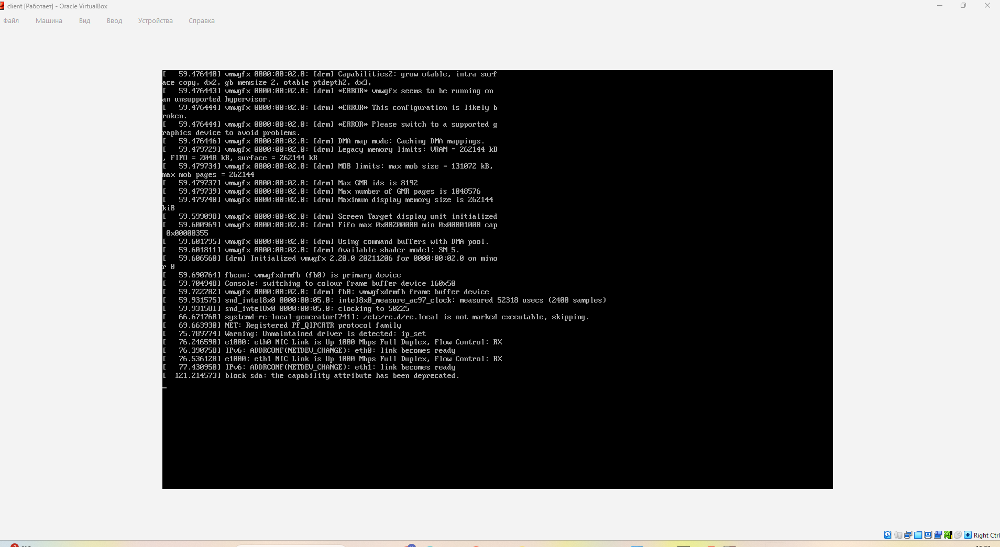 client [Работает] - Oracle VirtualBox
Файл Машина Вид Ввод Устройства Справка
[   59.476440] vmwgfx 0000:00:02.0: [drm] Capabilities2: grow otable, intra surf
ace copy, dx2, gb memsize 2, otable ptdepth2, dx3,
[   59.476443] vmwgfx 0000:00:02.0: [drm] *ERROR* vmwgfx seems to be running on
an unsupported hypervisor.
[   59.476444] vmwgfx 0000:00:02.0: [drm] *ERROR* This configuration is likely b
roken.
[   59.476444] vmwgfx 0000:00:02.0: [drm] *ERROR* Please switch to a supported g
raphics device to avoid problems.
[   59.476446] vmwgfx 0000:00:02.0: [drm] DMA map mode: Caching DMA mappings.
[   59.479729] vmwgfx 0000:00:02.0: [drm] Legacy memory limits: VRAM = 262144 kB
, FIFO = 2048 kB, surface = 262144 kB
[   59.479734] vmwgfx 0000:00:02.0: [drm] MOB limits: max mob size = 131072 kB,
max mob pages = 262144
[   59.479737] vmwgfx 0000:00:02.0: [drm] Max GMR ids is 8192
[   59.479739] vmwgfx 0000:00:02.0: [drm] Max number of GMR pages is 1048576
[   59.479740] vmwgfx 0000:00:02.0: [drm] Maximum display memory size is 262144
kiB
[   59.599098] vmwgfx 0000:00:02.0: [drm] Screen Target display unit initialized
[   59.600969] vmwgfx 0000:00:02.0: [drm] Fifo max 0x00200000 min 0x00001000 cap
 0x00000355
[   59.601795] vmwgfx 0000:00:02.0: [drm] Using command buffers with DMA pool.
[   59.601811] vmwgfx 0000:00:02.0: [drm] Available shader model: SM_5.
[   59.606560] [drm] Initialized vmwgfx 2.20.0 20211206 for 0000:00:02.0 on mino
r 0
[   59.690764] fbcon: vmwgfxdrmfb (fb0) is primary device
[   59.704948] Console: switching to colour frame buffer device 160x50
[   59.722782] vmwgfx 0000:00:02.0: [drm] fb0: vmwgfxdrmfb frame buffer device
[   59.931575] snd_intel8x0 0000:00:05.0: intel8x0_measure_ac97_clock: measured 52318 usecs (2400 samples)
[   59.931581] snd_intel8x0 0000:00:05.0: clocking to 50225
[   66.671768] systemd-rc-local-generator[741]: /etc/rc.d/rc.local is not marked executable, skipping.
[   69.663930] NET: Registered PF_QIPCRTR protocol family
[   75.789774] Warning: Unmaintained driver is detected: ip_set
[   76.246590] e1000: eth0 NIC Link is Up 1000 Mbps Full Duplex, Flow Control: RX
[   76.390758] IPv6: ADDRCONF(NETDEV_CHANGE): eth0: link becomes ready
[   76.536128] e1000: eth1 NIC Link is Up 1000 Mbps Full Duplex, Flow Control: RX
[   77.430950] IPv6: ADDRCONF(NETDEV_CHANGE): eth1: link becomes ready
[  121.214573] block sda: the capability attribute has been deprecated.
Right Ctrl